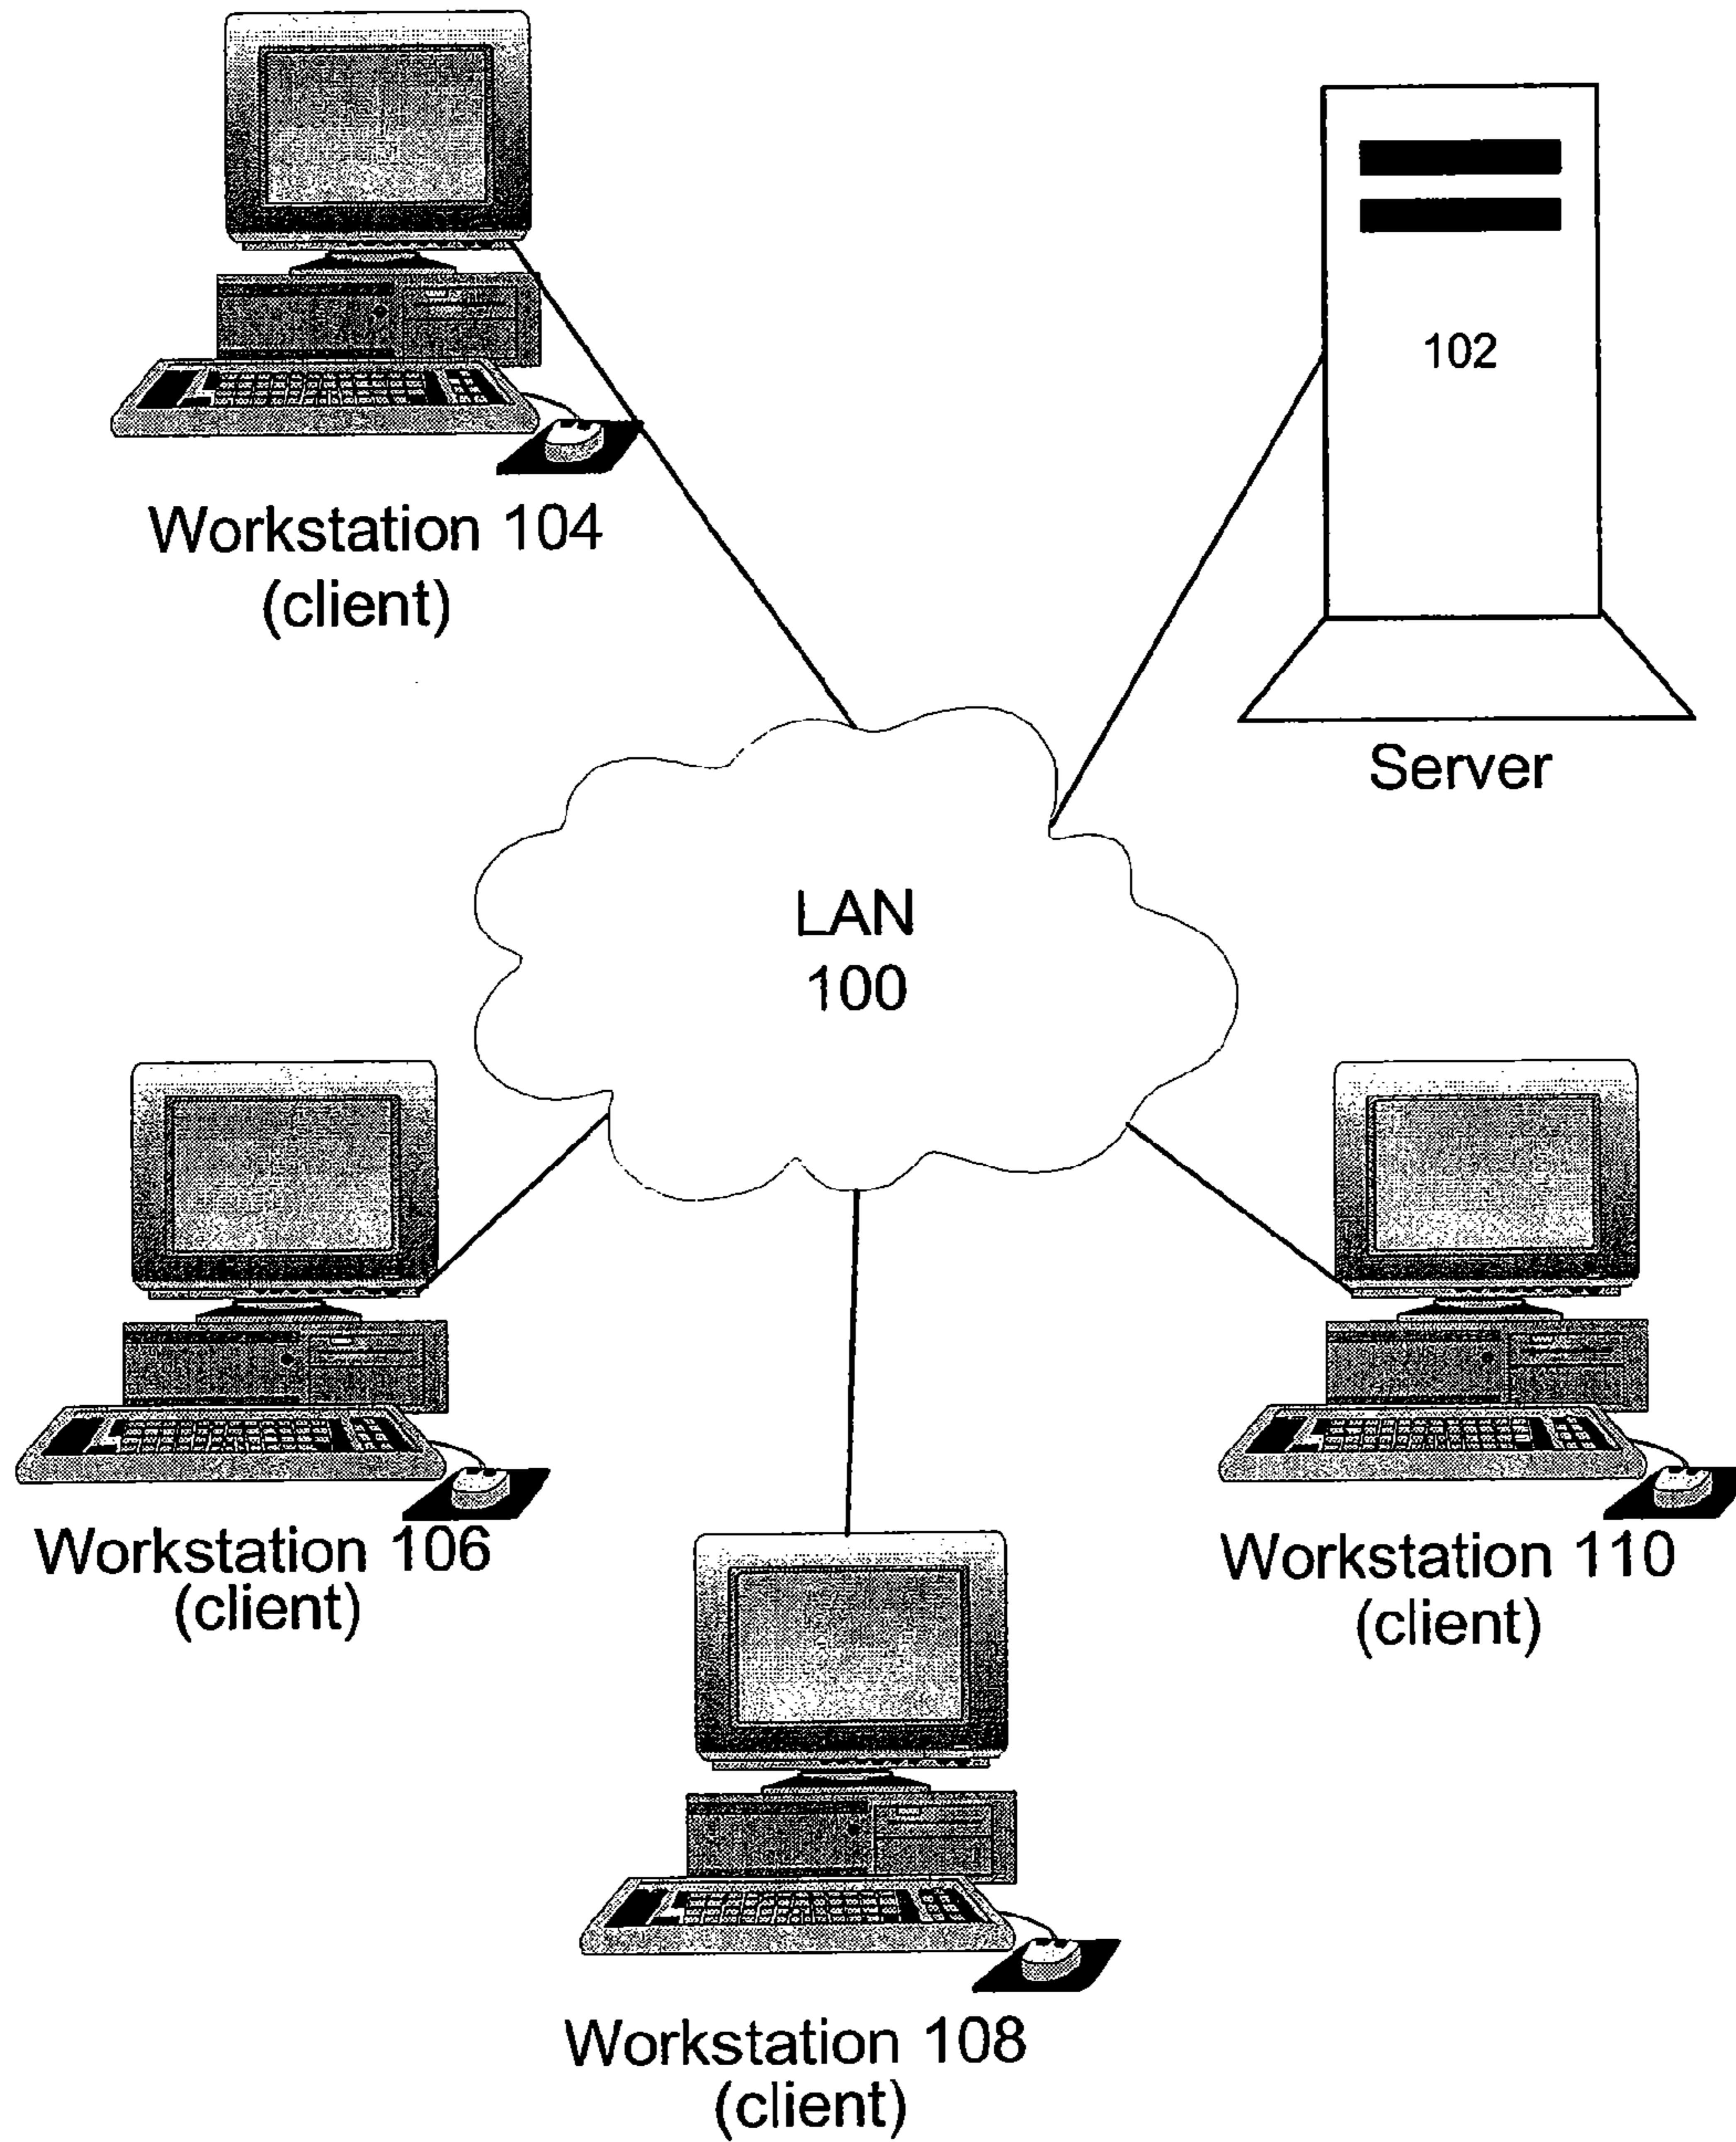 102
Workstation 104
(client)
Server
LAN
100
Workstation 106
(client)
Workstation 110
(client)
Workstation 108
(client)